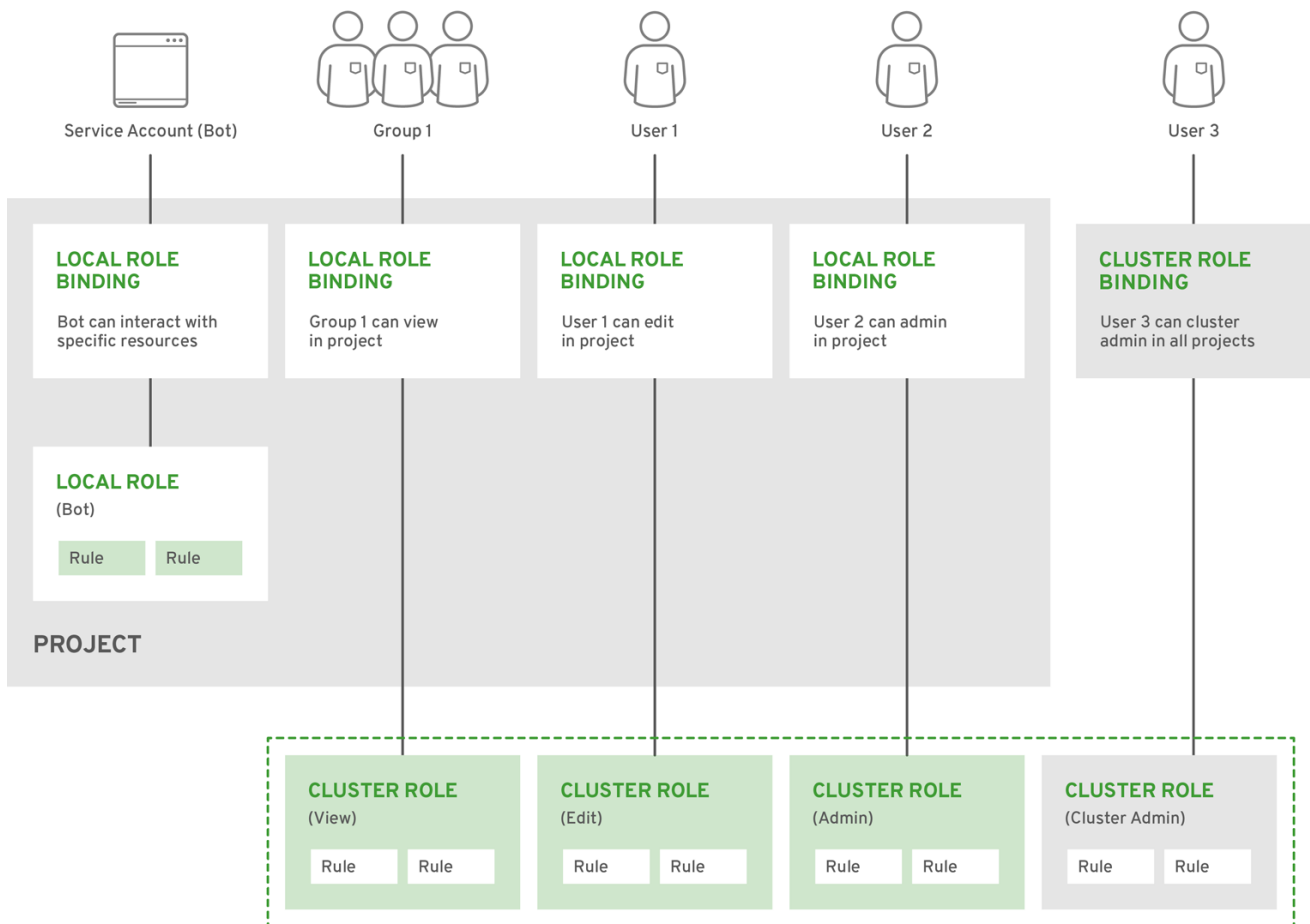 Service Account (Bot)
Group 1
User 1
User 2
User 3
LOCAL ROLE
BINDING
Bot can interact with
specific resources
LOCAL ROLE
BINDING
Group 1 can view
in project
LOCAL ROLE
BINDING
User 1 can edit
in project
LOCAL ROLE
BINDING
User 2 can admin
in project
CLUSTER ROLE
BINDING
User 3 can cluster
admin in all projects
LOCAL ROLE
(Bot)
Rule
Rule
PROJECT
CLUSTER ROLE
(View)
Rule
Rule
CLUSTER ROLE
(Edit)
Rule
Rule
CLUSTER ROLE
(Admin)
Rule
Rule
CLUSTER ROLE
(Cluster Admin)
Rule
Rule